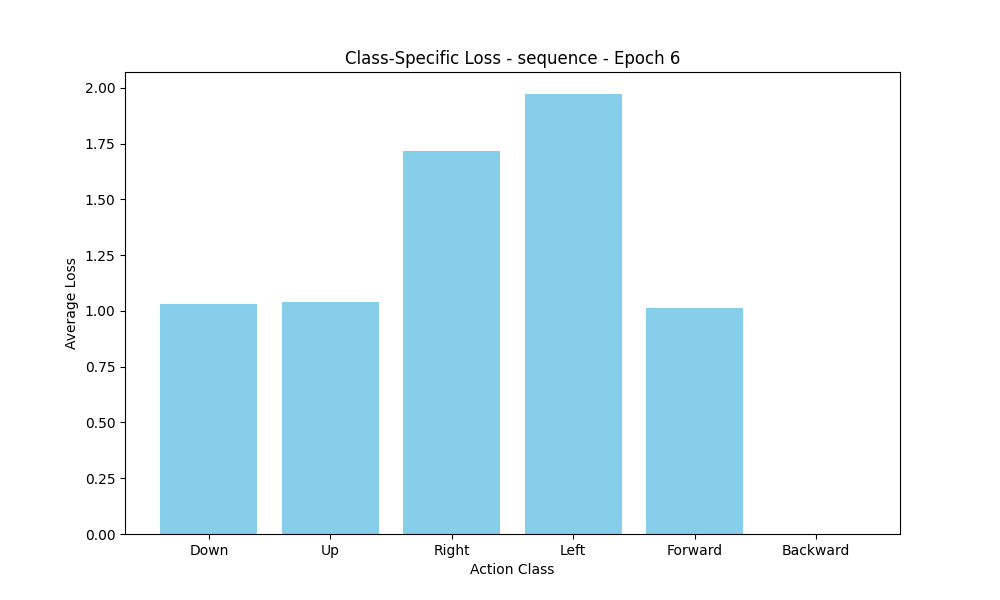 Class-Specific Loss - sequence - Epoch 6
2.00
1.75
1.50
1.25
1.00
0.75
0.50
0.25
0.00
Average Loss
Down Up Right Left Forward Backward
Action Class